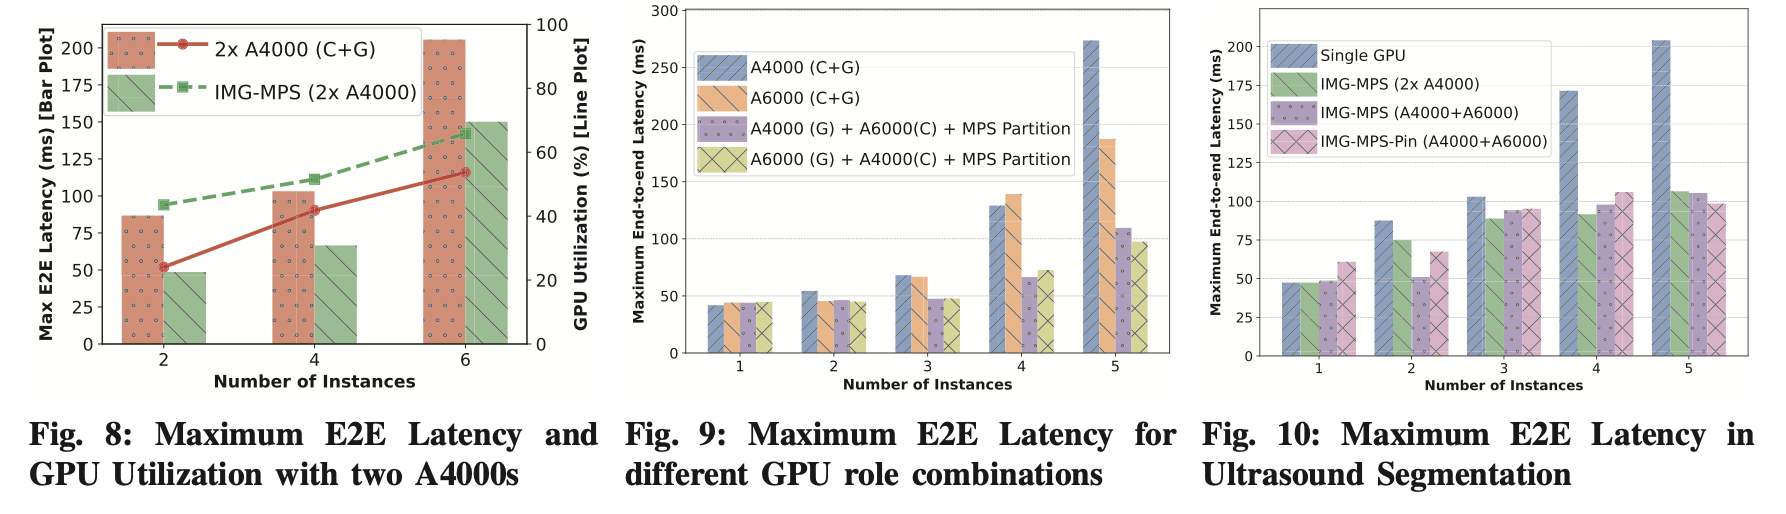 Max E2E Latency (ms) [Bar Plot]
200
175
150
125
100
75
50
25
0
2x A4000 (C+G)
IMG-MPS (2x A4000)
100
80
60
40
20
0
GPU Utilization (%) [Line Plot]
2 4 6
Number of Instances
Fig. 8: Maximum E2E Latency and
GPU Utilization with two A4000s
Maximum End-to-end Latency (ms)
300
250
200
150
100
50
0
A4000 (C+G)
A6000 (C+G)
A4000 (G) + A6000(C) + MPS Partition
A6000 (G) + A4000(C) + MPS Partition
1 2 3 4 5
Number of Instances
Fig. 9: Maximum E2E Latency for
different GPU role combinations
Maximum End-to-end Latency (ms)
200
175
150
125
100
75
50
25
0
Single GPU
IMG-MPS (2x A4000)
IMG-MPS (A4000+A6000)
IMG-MPS-Pin (A4000+A6000)
1 2 3 4 5
Number of Instances
Fig. 10: Maximum E2E Latency in
Ultrasound Segmentation